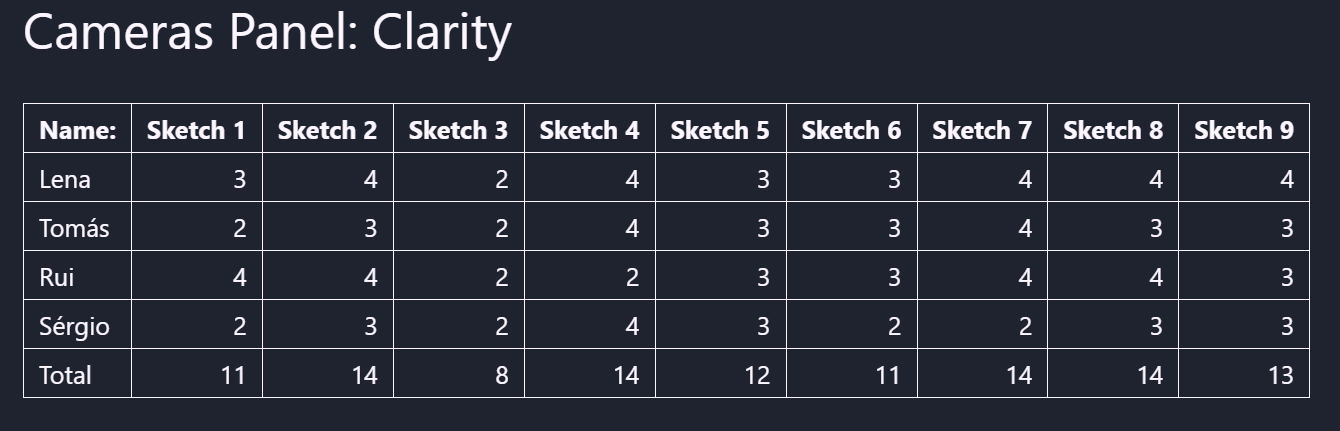 Cameras Panel: Clarity
Name: Sketch 1 Sketch 2 Sketch 3 Sketch 4 Sketch 5 Sketch 6 Sketch 7 Sketch 8 Sketch 9
Lena 3 4 2 4 3 3 4 4 4
Tomás 2 3 2 4 3 3 4 3 3
Rui 4 4 2 2 3 3 4 4 3
Sérgio 2 3 2 4 3 2 2 3 3
Total 11 14 8 14 12 11 14 14 13